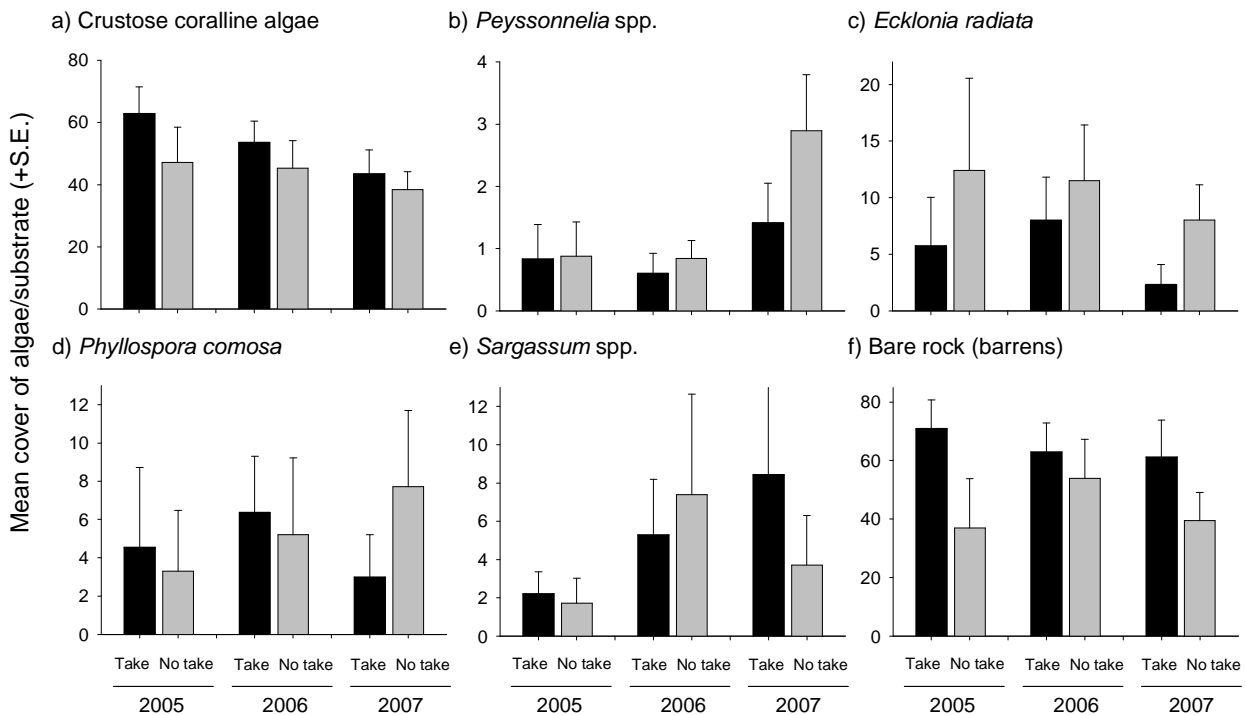 a) Crustose coralline algae
b) Peyssonnelia spp.
c) Ecklonia radiata
Mean cover of algae/substrate (+S.E.)
80
60
40
20
0
4
3
2
1
0
20
15
10
5
0
d) Phyllospora comosa
e) Sargassum spp.
f) Bare rock (barrens)
12
10
8
6
4
2
0
12
10
8
6
4
2
0
80
60
40
20
0
Take No take Take No take Take No take
2005 2006 2007
Take No take Take No take Take No take
2005 2006 2007
Take No take Take No take Take No take
2005 2006 2007